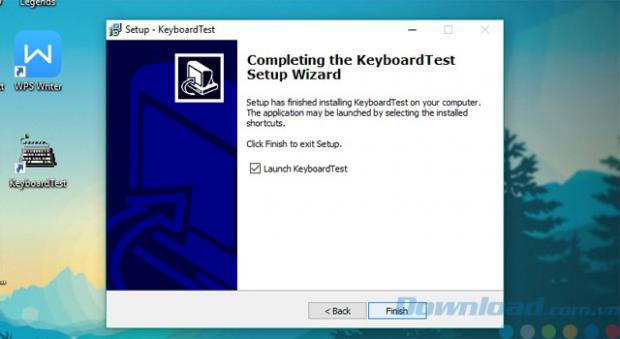 Legends
WPS Writer
KeyboardTest
Setup - KeyboardTest
Completing the KeyboardTest
Setup Wizard
Setup has finished installing KeyboardTest on your computer.
The application may be launched by selecting the installed
shortcuts.
Click Finish to exit Setup.
Launch KeyboardTest
< Back
Finish
Download.com.vn